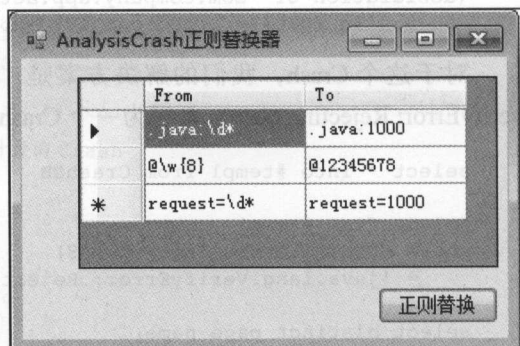 AnalysisCrash正则替换器
From To
.java:\d* .java:1000
@\w{8} @12345678
request=\d* request=1000
正则替换